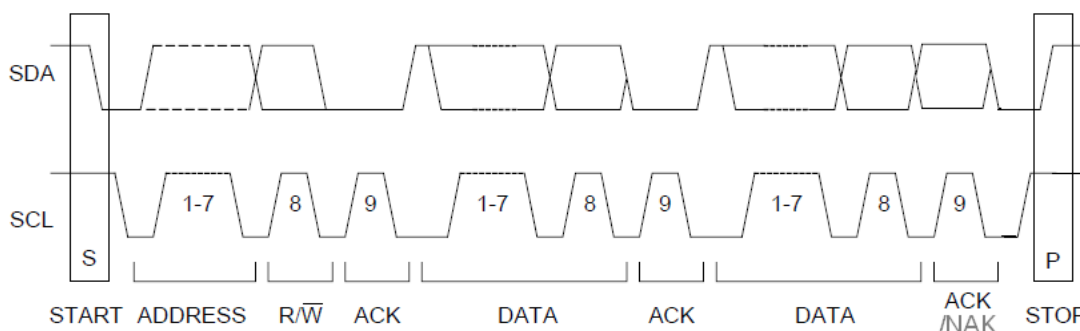 SDA
SCL
1-7 8 9 1-7 8 9 1-7 8 9
S P
START ADDRESS R/W̅ ACK DATA ACK DATA ACK
/NAK STOP